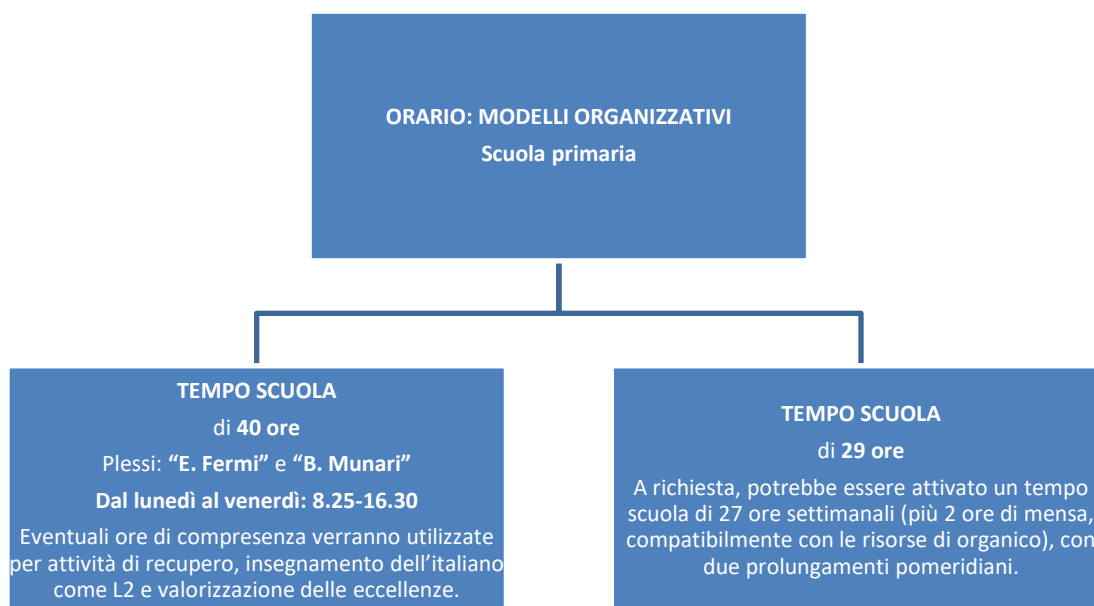 ORARIO: MODELLI ORGANIZZATIVI
Scuola primaria
TEMPO SCUOLA
di 40 ore
Plessi: “E. Fermi” e “B. Munari”
Dal lunedì al venerdì: 8.25-16.30
Eventuali ore di compresenza verranno utilizzate
per attività di recupero, insegnamento dell’italiano
come L2 e valorizzazione delle eccellenze.
TEMPO SCUOLA
di 29 ore
A richiesta, potrebbe essere attivato un tempo
scuola di 27 ore settimanali (più 2 ore di mensa,
compatibilmente con le risorse di organico), con
due prolungamenti pomeridiani.